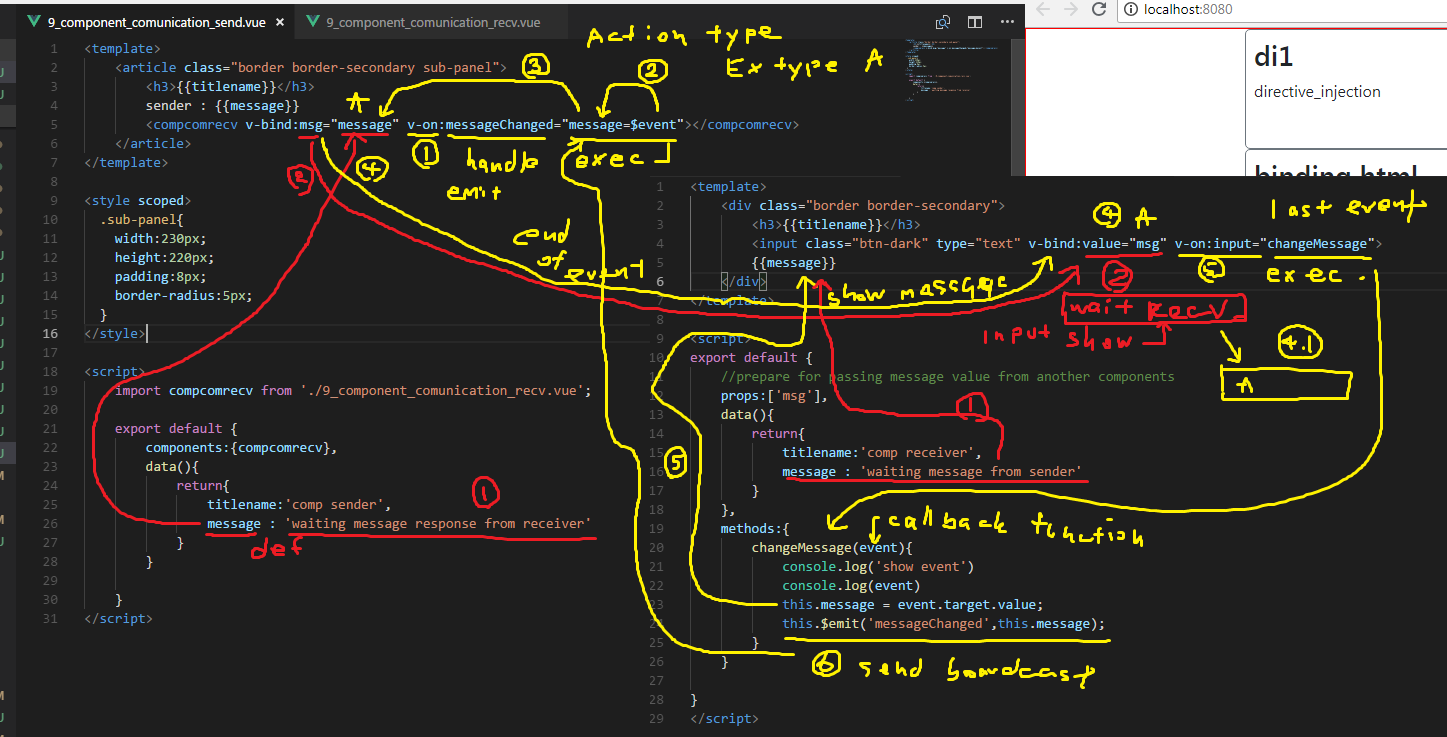 9_component_comunication_send.vue ×
9_component_comunication_recv.vue
localhost:8080
di1
directive_injection
binding html
Action type
Ex type A
③
②
A
1 <template>
2 <article class="border border-secondary sub-panel">
3 <h3>{{titlename}}</h3>
4 sender : {{message}}
5 <compcomrecv v-bind:msg="message" v-on:messageChanged="message=$event"></compcomrecv>
6 </article>
7 </template>
8
9 <style scoped>
10 .sub-panel{
11 width:230px;
12 height:220px;
13 padding:8px;
14 border-radius:5px;
15 }
16 </style>
17
18 <script>
19 import compcomrecv from './9_component_comunication_recv.vue';
20
21 export default {
22 components:{compcomrecv},
23 data(){
24 return{
25 titlename:'comp sender',
26 message : 'waiting message response from receiver'
27 }
28 }
29
30 }
31 </script>
②
④
①
handle
emit
exec
end
of
event
①
def
1 <template>
2 <div class="border border-secondary">
3 <h3>{{titlename}}</h3>
4 <input class="btn-dark" type="text" v-bind:value="msg" v-on:input="changeMessage">
5 {{message}}
6 </div>
7 </template>
8
9 <script>
10 export default {
11 //prepare for passing message value from another components
12 props:['msg'],
13 data(){
14 return{
15 titlename:'comp receiver',
16 message : 'waiting message from sender'
17 }
18 },
19 methods:{
20 changeMessage(event){
21 console.log('show event')
22 console.log(event)
23 this.message = event.target.value;
24 this.$emit('messageChanged',this.message);
25 }
26 }
27
28 }
29 </script>
④ A
last event
②
⑤
exec.
show massage
wait recv
input show
4.1
A
①
⑤
callback function
⑥ send boardcast